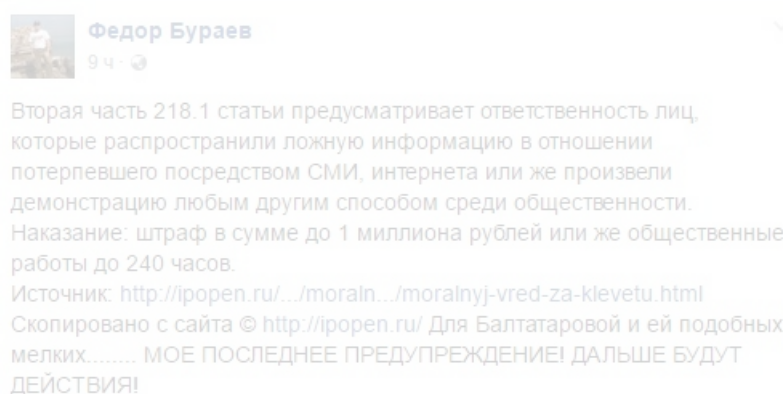 Федор Бураев
9 ч ·
Вторая часть 218.1 статьи предусматривает ответственность лиц,
которые распространили ложную информацию в отношении
потерпевшего посредством СМИ, интернета или же произвели
демонстрацию любым другим способом среди общественности.
Наказание: штраф в сумме до 1 миллиона рублей или же общественные
работы до 240 часов.
Источник: http://ipopen.ru/.../moraln.../moralnyj-vred-za-klevetu.html
Скопировано с сайта © http://ipopen.ru/ Для Балтатаровой и ей подобных
мелких........ МОЕ ПОСЛЕДНЕЕ ПРЕДУПРЕЖДЕНИЕ! ДАЛЬШЕ БУДУТ
ДЕЙСТВИЯ!